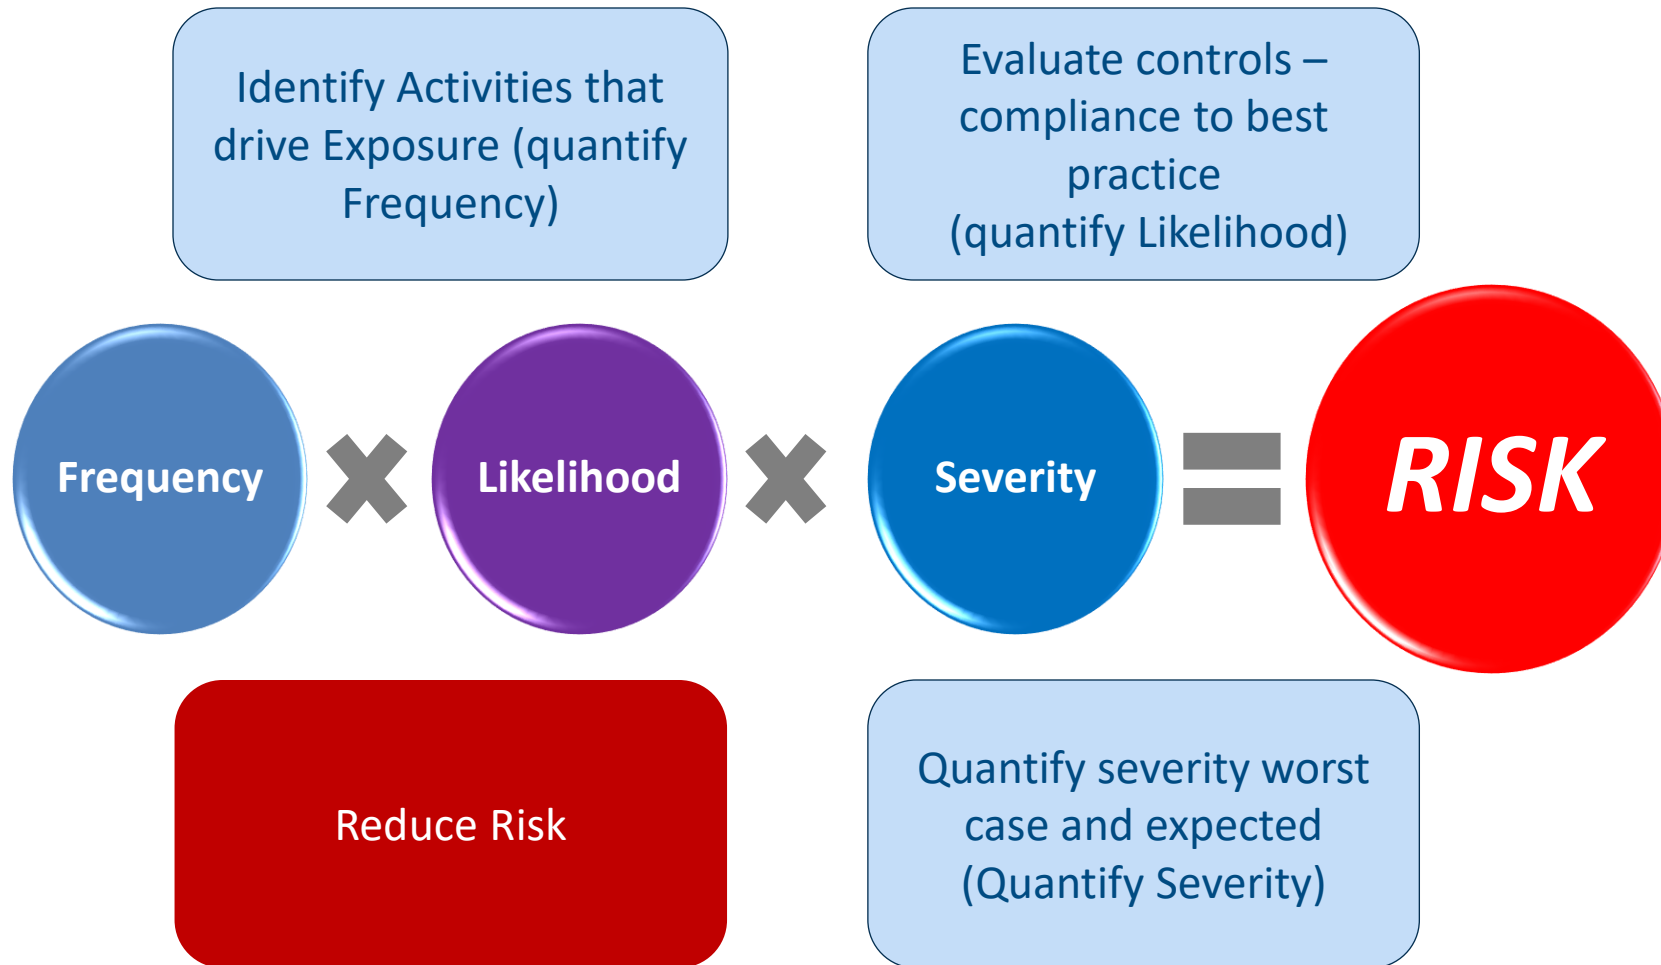 Identify Activities that
drive Exposure (quantify
Frequency)
Evaluate controls –
compliance to best
practice
(quantify Likelihood)
Frequency
Likelihood
Severity
RISK
Reduce Risk
Quantify severity worst
case and expected
(Quantify Severity)